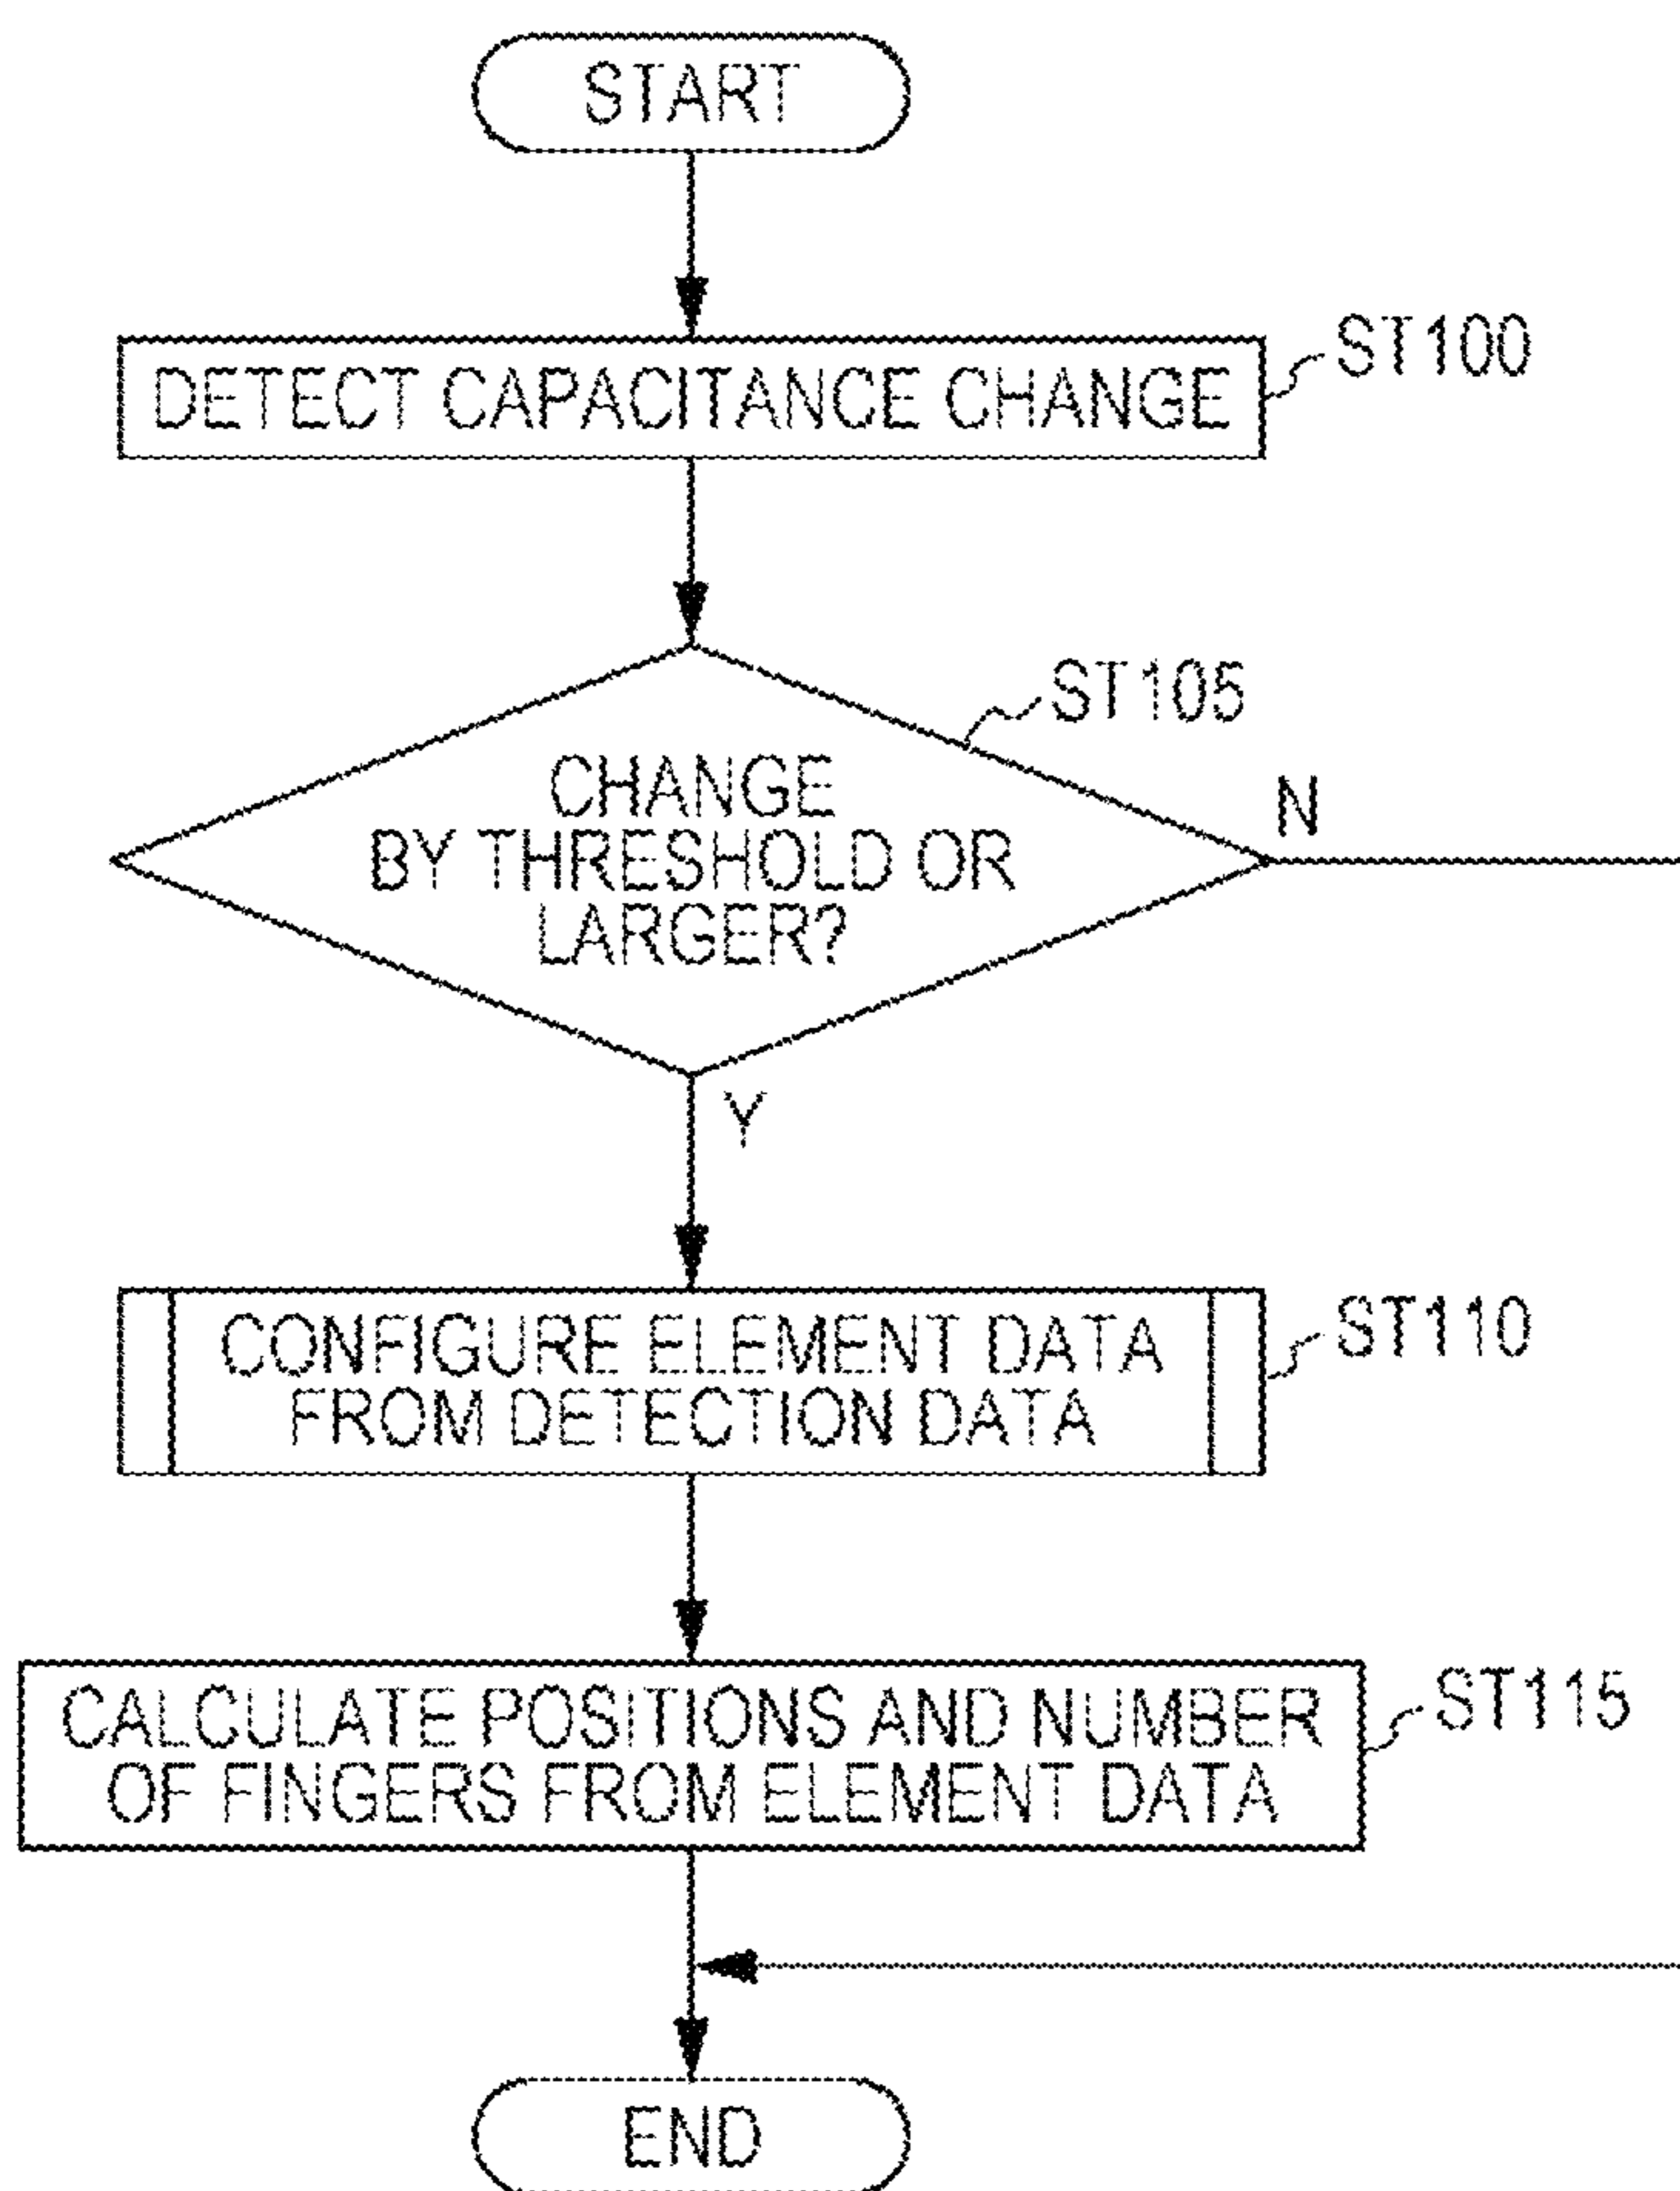 START
DETECT CAPACITANCE CHANGE
ST100
ST105
CHANGE
BY THRESHOLD OR
LARGER?
N
Y
CONFIGURE ELEMENT DATA
FROM DETECTION DATA
ST110
CALCULATE POSITIONS AND NUMBER
OF FINGERS FROM ELEMENT DATA
ST115
END